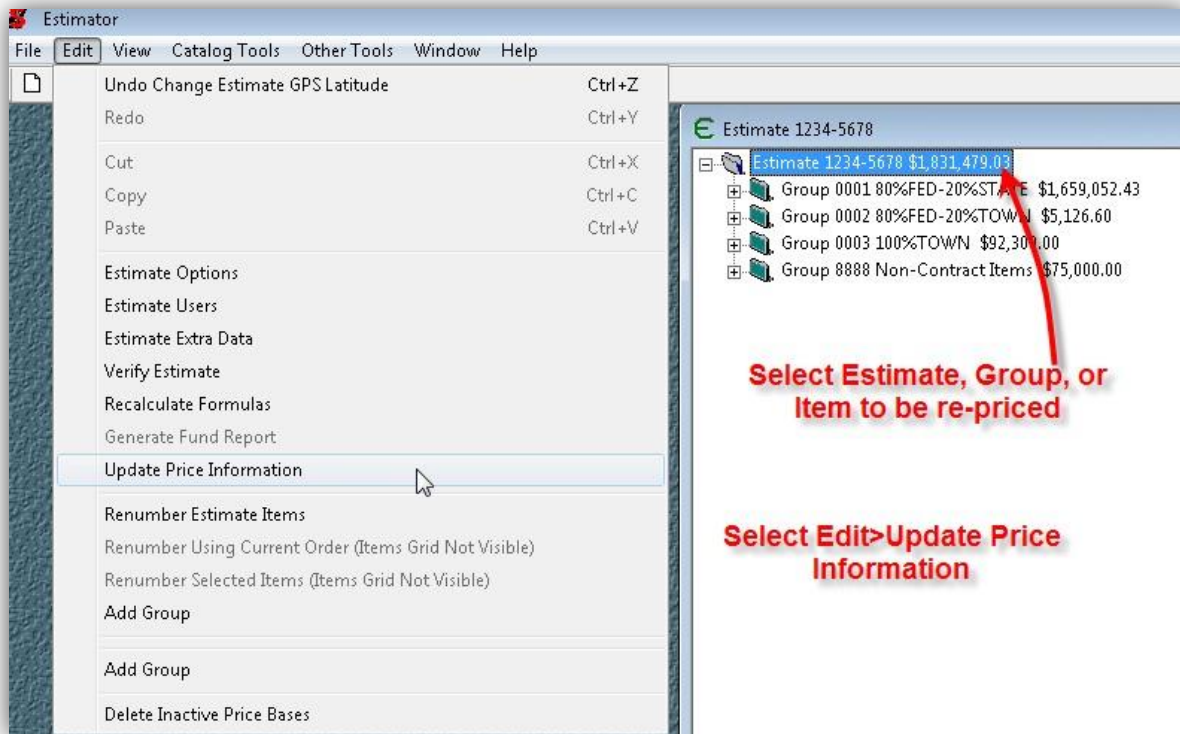 Estimator
File Edit View Catalog Tools Other Tools Window Help
Undo Change Estimate GPS Latitude Ctrl+Z
Redo Ctrl+Y
Cut Ctrl+X
Copy Ctrl+C
Paste Ctrl+V
Estimate Options
Estimate Users
Estimate Extra Data
Verify Estimate
Recalculate Formulas
Generate Fund Report
Update Price Information
Renumber Estimate Items
Renumber Using Current Order (Items Grid Not Visible)
Renumber Selected Items (Items Grid Not Visible)
Add Group
Add Group
Delete Inactive Price Bases
Estimate 1234-5678
Estimate 1234-5678 $1,831,479.03
Group 0001 80%FED-20%STATE $1,659,052.43
Group 0002 80%FED-20%TOWN $5,126.60
Group 0003 100%TOWN $92,300.00
Group 8888 Non-Contract Items $75,000.00
Select Estimate, Group, or
Item to be re-priced
Select Edit>Update Price
Information